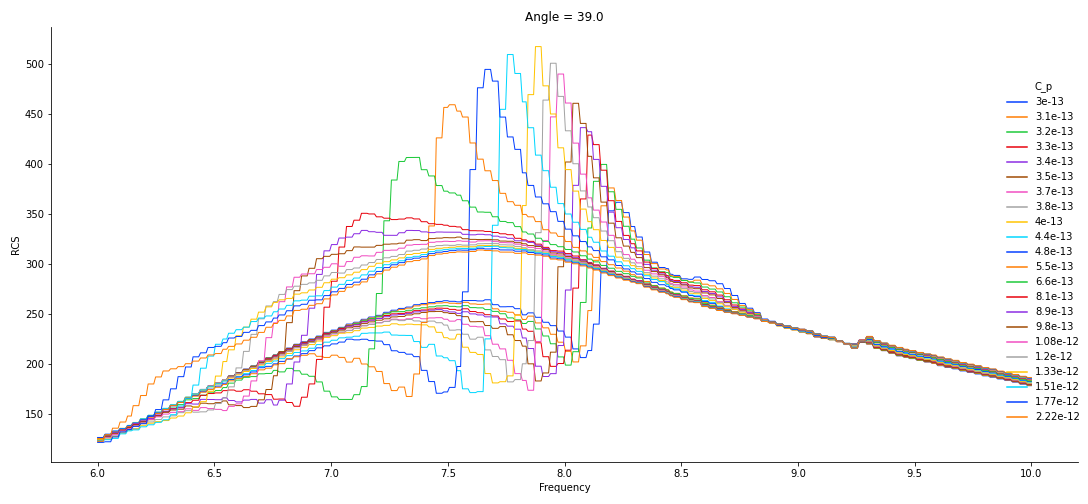 Angle = 39.0
RCS
500
450
400
350
300
250
200
150
6.0 6.5 7.0 7.5 8.0 8.5 9.0 9.5 10.0
Frequency
C_p
3e-13
3.1e-13
3.2e-13
3.3e-13
3.4e-13
3.5e-13
3.7e-13
3.8e-13
4e-13
4.4e-13
4.8e-13
5.5e-13
6.6e-13
8.1e-13
8.9e-13
9.8e-13
1.08e-12
1.2e-12
1.33e-12
1.51e-12
1.77e-12
2.22e-12